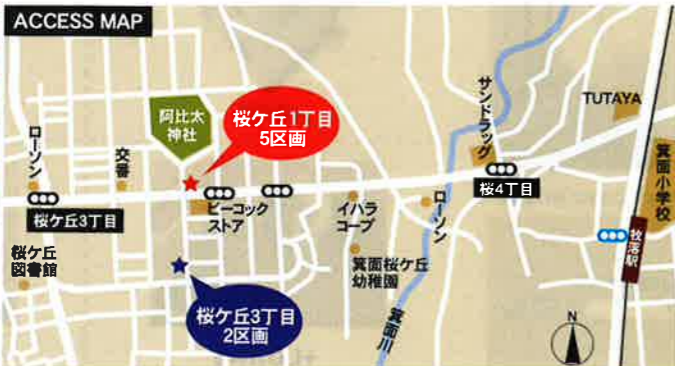 ACCESS MAP
ローソン
交番
阿比太
神社
桜ケ丘1丁目
5区画
サンドラッグ
TUTAYA
箕面小学校
桜ケ丘3丁目
ピーコック
ストア
イハラ
コープ
ローソン
桜4丁目
牧落駅
桜ケ丘
図書館
箕面桜ケ丘
幼稚園
桜ケ丘3丁目
2区画
箕面川
N